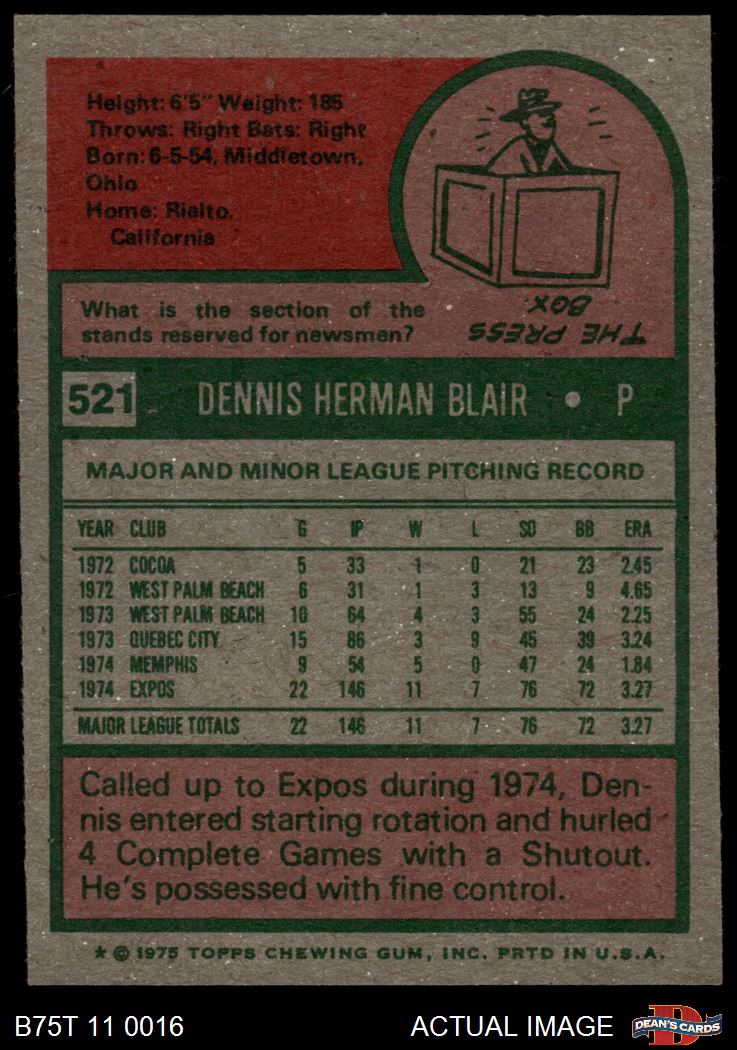 Height: 6'5" Weight: 185
Throws: Right Bats: Right
Born: 6-5-54, Middletown,
Ohio
Home: Rialto,
California
THE PRESS
BOX.
What is the section of the
stands reserved for newsmen?
521 DENNIS HERMAN BLAIR • P
MAJOR AND MINOR LEAGUE PITCHING RECORD
YEAR CLUB G IP W L SO BB ERA
1972 COCOA 5 33 1 0 21 23 2.45
1972 WEST PALM BEACH 6 31 1 3 13 9 4.65
1973 WEST PALM BEACH 10 64 4 3 55 24 2.25
1973 QUEBEC CITY 15 86 3 9 45 39 3.24
1974 MEMPHIS 9 54 5 0 47 24 1.84
1974 EXPOS 22 146 11 7 76 72 3.27
MAJOR LEAGUE TOTALS 22 146 11 7 76 72 3.27
Called up to Expos during 1974, Den-
nis entered starting rotation and hurled
4 Complete Games with a Shutout.
He's possessed with fine control.
* © 1975 TOPPS CHEWING GUM, INC. PRTD IN U.S.A.
B75T 11 0016 ACTUAL IMAGE DEAN'S CARDS